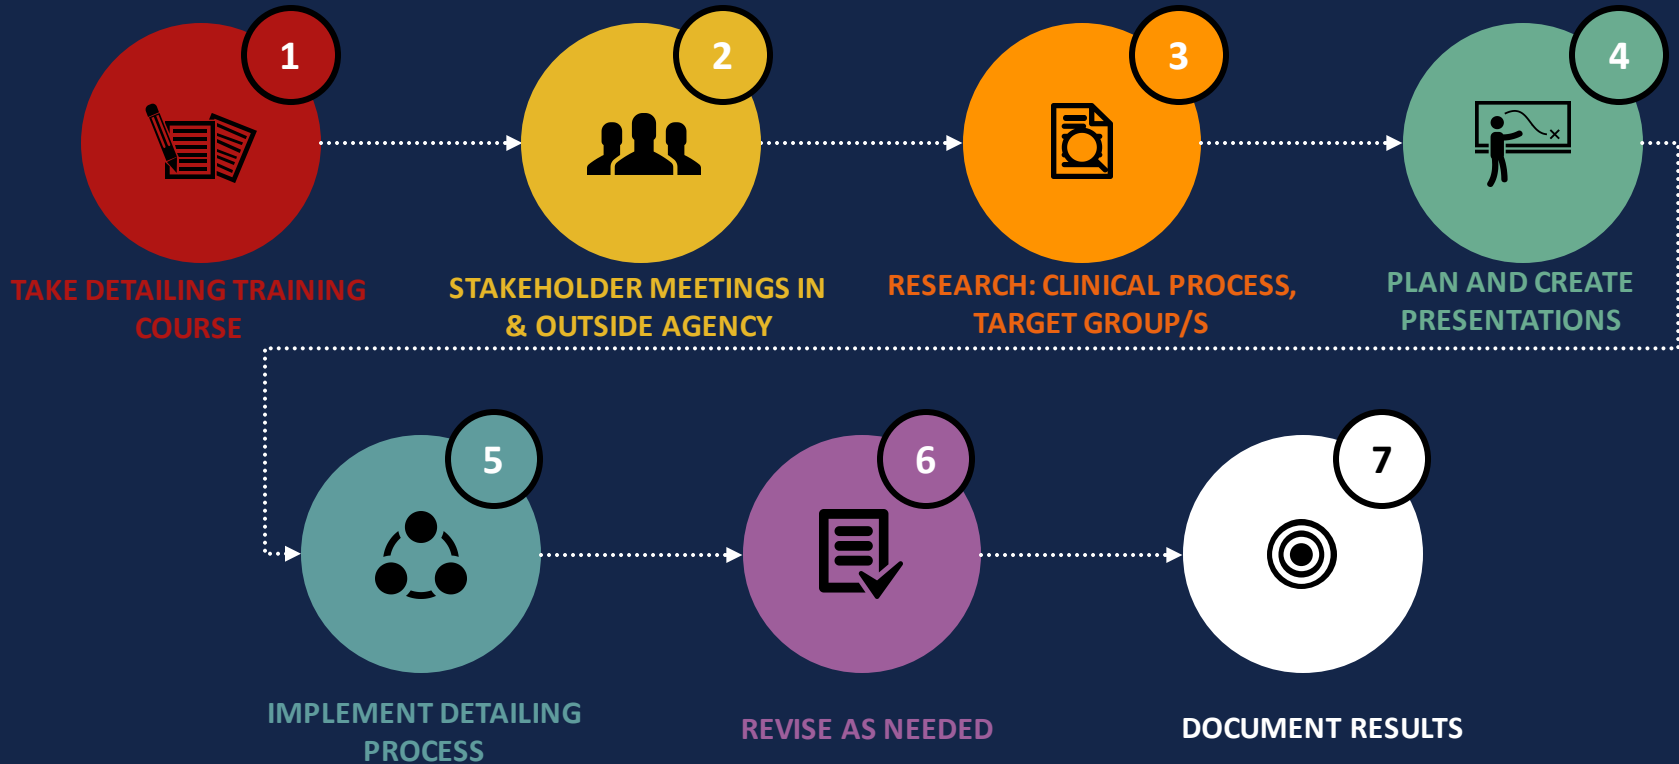 1
TAKE DETAILING TRAINING
COURSE
2
STAKEHOLDER MEETINGS IN
& OUTSIDE AGENCY
3
RESEARCH: CLINICAL PROCESS,
TARGET GROUP/S
4
PLAN AND CREATE
PRESENTATIONS
5
IMPLEMENT DETAILING
PROCESS
6
REVISE AS NEEDED
7
DOCUMENT RESULTS